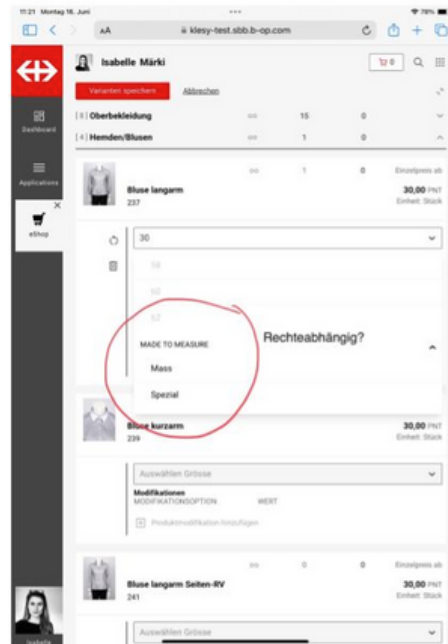 11:21 Montag 16. Juni
78%
AA
klesy-test.sbb.b-op.com
Isabelle Märki
0
Varianten speichern
Abbrechen
[8] Oberbekleidung 15 0
[4] Hemden/Blusen 1 0
Dashboard
Applications
eShop
1 0 Einzelpreis ab
Bluse langarm 30,00 PNT
237 Einheit: Stück
30
58
60
62
MADE TO MEASURE
Rechteabhängig?
Mass
Spezial
Bluse kurzarm 30,00 PNT
239 Einheit: Stück
Auswählen Grösse
Modifikationen
MODIFIKATIONSOPTION WERT
Produktmodifikation hinzufügen
0 0 Einzelpreis ab
Bluse langarm Seiten-RV 30,00 PNT
241 Einheit: Stück
Auswählen Grösse
Isabelle